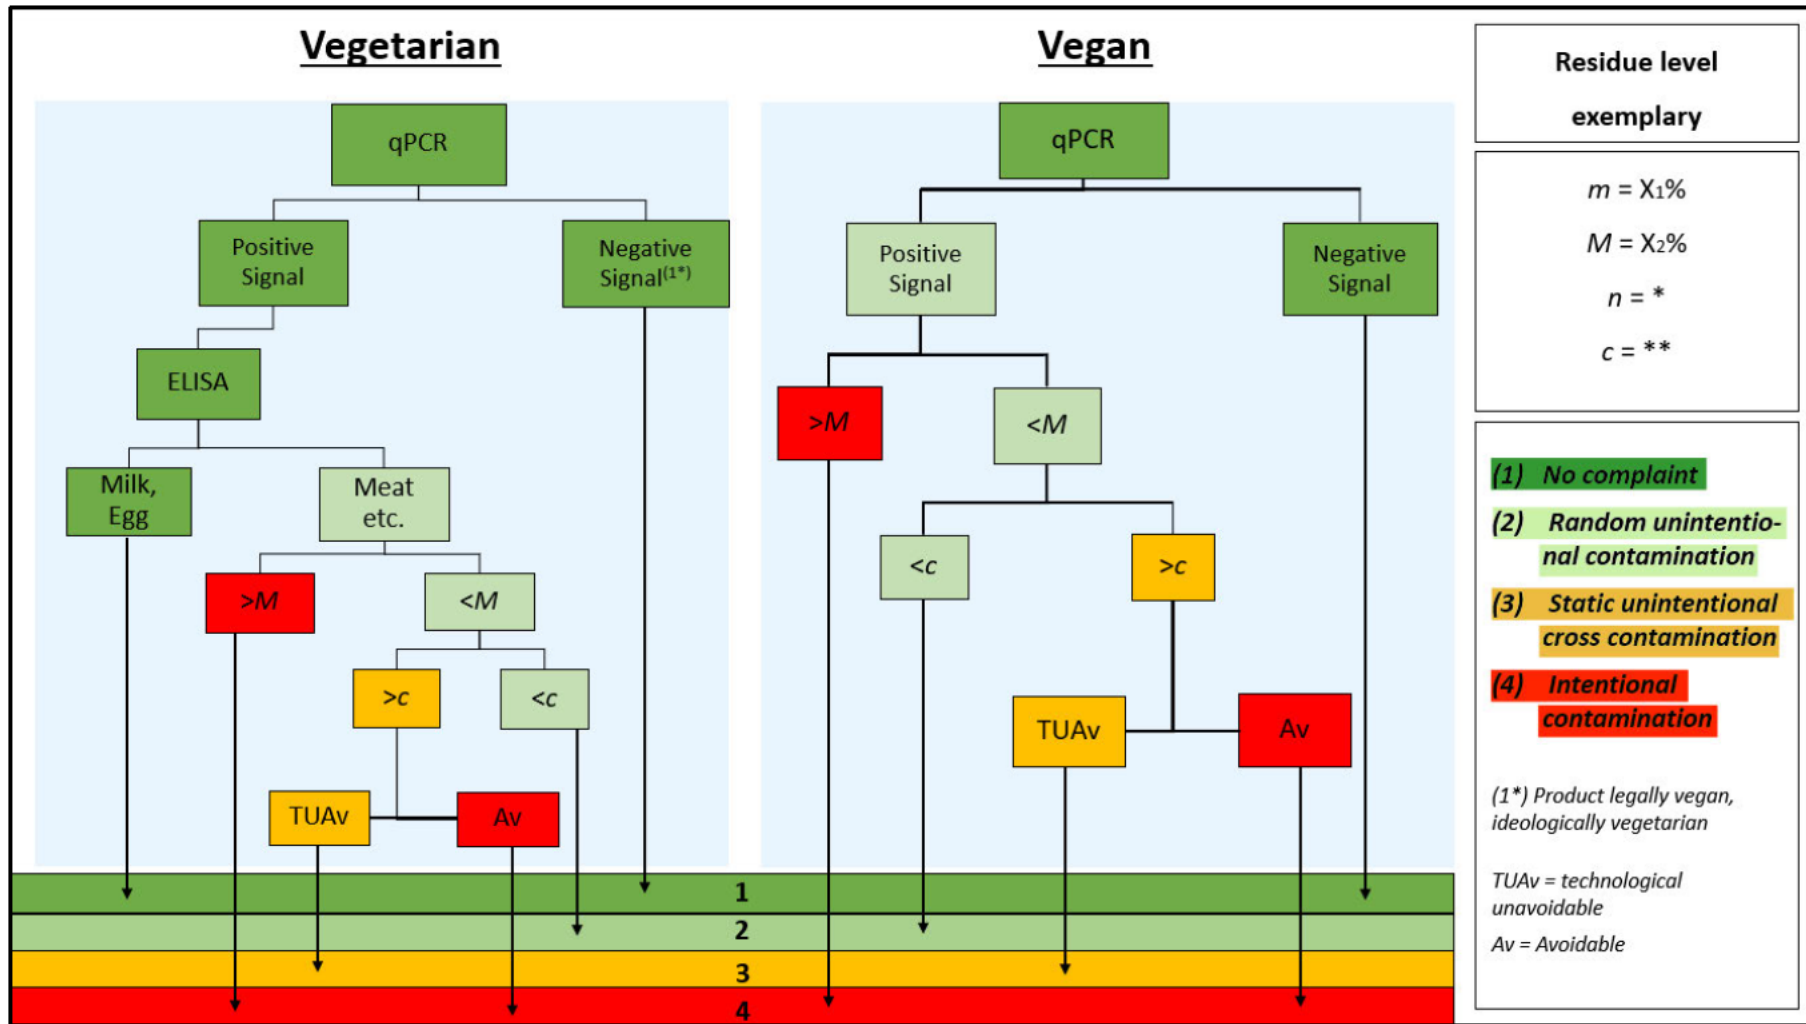 Vegetarian
qPCR
Positive
Signal
Negative
Signal(1*)
ELISA
Milk,
Egg
Meat
etc.
>M
<M
>c
<c
TUAv
Av
Vegan
qPCR
Positive
Signal
Negative
Signal
>M
<M
<c
>c
TUAv
Av
1
2
3
4
Residue level
exemplary
m = X1%
M = X2%
n = *
c = **
(1) No complaint
(2) Random unintentio-
nal contamination
(3) Static unintentional
cross contamination
(4) Intentional
contamination
(1*) Product legally vegan,
ideologically vegetarian
TUAv = technological
unavoidable
Av = Avoidable